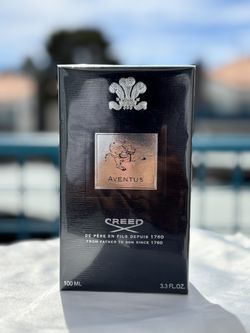 AVENTUS
CREED
DE PÈRE EN FILS DEPUIS 1760
FROM FATHER TO SON SINCE 1760
100 ML
3.3 FL.OZ.